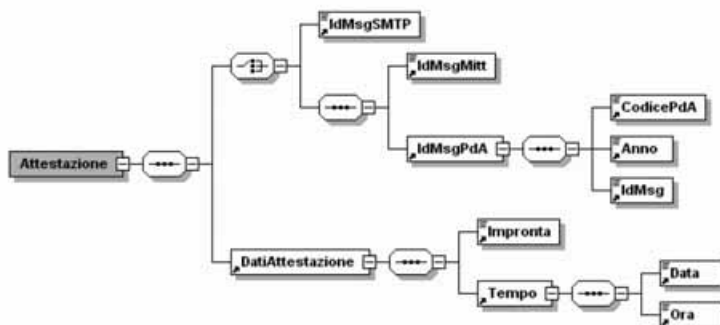 IdMsgSMTP
IdMsgMitt
CodicePdA
IdMsgPdA
Anno
Attestazione
IdMsg
Impronta
DatiAttestazione
Data
Tempo
Ora